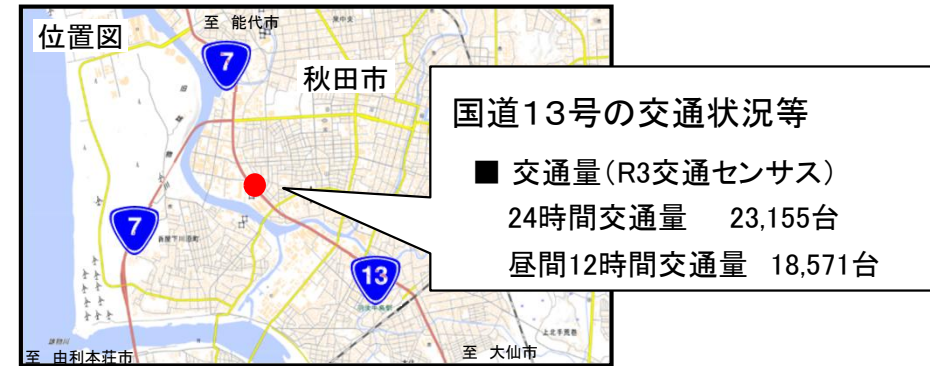 位置図
至 能代市
7
秋田市
国道13号の交通状況等
■ 交通量(R3交通センサス)
24時間交通量 23,155台
昼間12時間交通量 18,571台
7
13
至 由利本荘市
至 大仙市